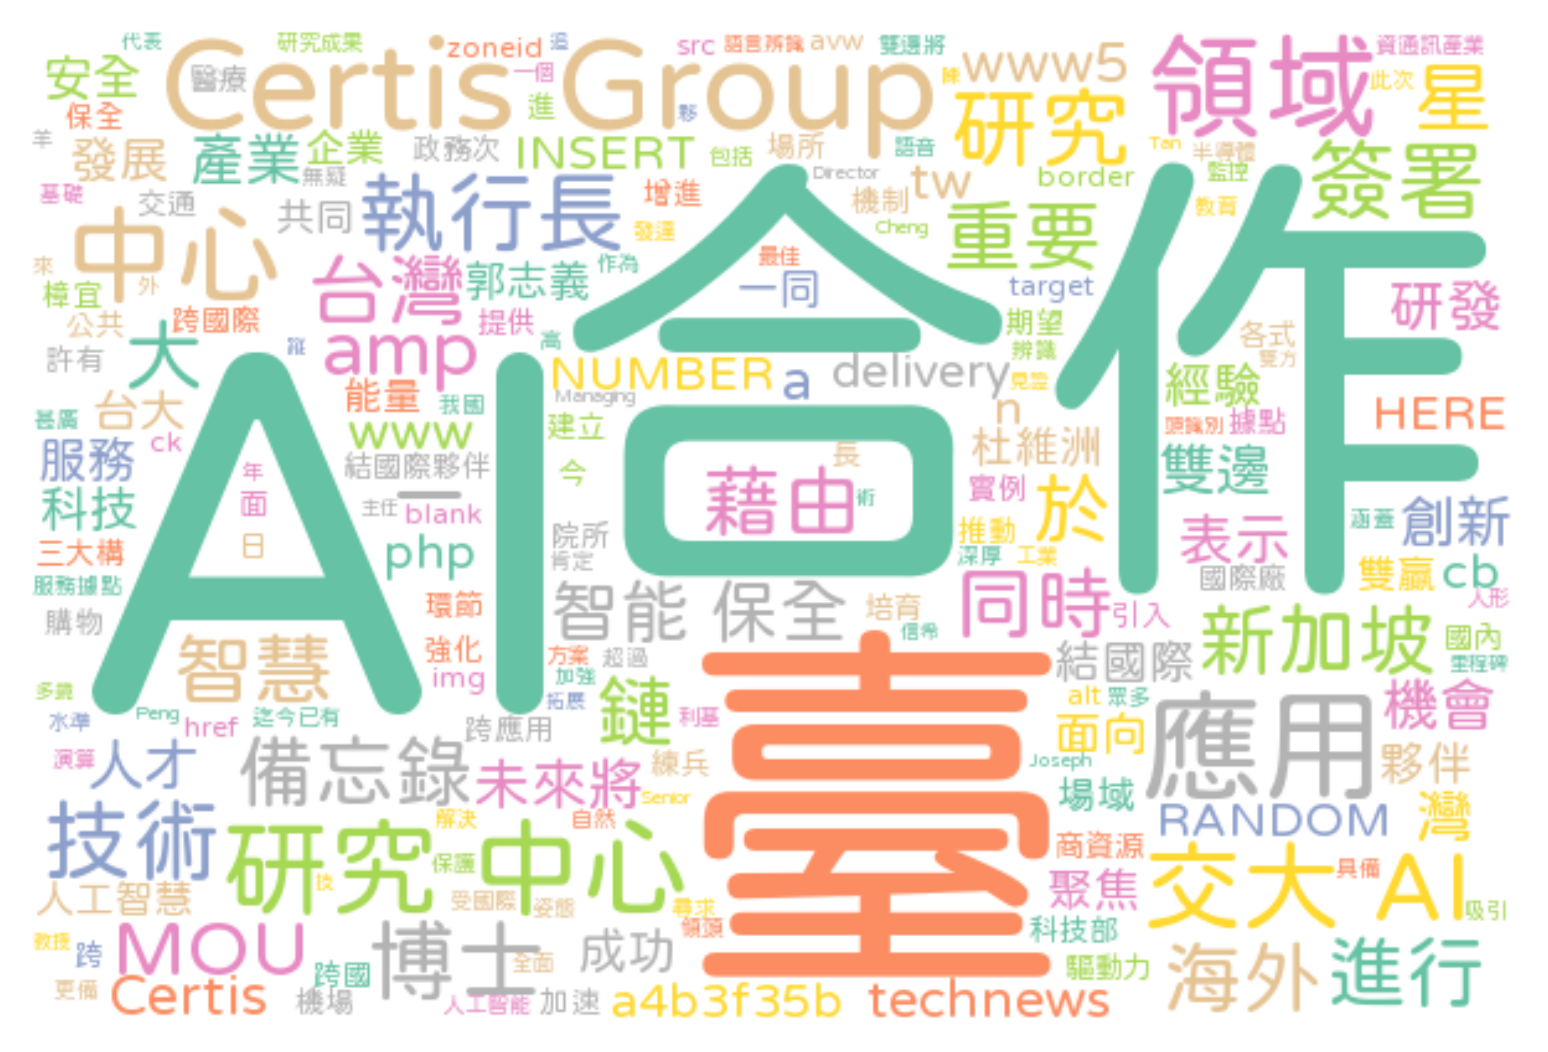 代表
研究成果
zoneid
追
src
語言辨識
avw
雙邊將
資通訊產業
安全
醫療
Certis Group
一個
陳
www5
領域
此次
星
保全
進
夥
研究
羊
發展
產業
企業
政務次
INSERT
包括
場所
語音
Tan
半導體
簽署
無疑
Director
tw
border
監控
基礎
交通
共同
執行長
增進
機制
重要
教育
中心
發達
Cheng
合作
來
外
台灣
郭志義
作為
最佳
一同
target
樟宜
研發
公共
跨國際
提供
期望
各式
許有
大
amp
高
辨識
雙方
NUMBER
a
delivery
見證
經驗
能量
我國
Managing
n
台大
甚廣
www
建立
HERE
ck
據點
服務
結國際夥伴
長
杜維洲
雙邊
AI
年
今
藉由
實例
於
面
術
科技
主任
blank
創新
涵蓋
日
院所
推動
表示
三大構
php
肯定
深厚
工業
服務據點
國際廠
雙贏
cb
購物
環節
智能 保全
培育
同時
引入
人形
信希
智慧
強化
方案
超過
臺
結國際
新加坡
國內
里程碑
img
加強
多鏡
拓展
鏈
alt
眾多
機會
水準
Peng
href
迄今已有
跨應用
利基
面向
應用
演算
人才
備忘錄
未來將
練兵
Joseph
夥伴
Senior
場域
技術
解決
自然
RANDOM
灣
研究中心
保護
商資源
交大 AI
具備
人工智慧
受國際
姿態
尋求
聚焦
吸引
教授
跨
MOU
博士
成功
領頭
科技部
全面
跨國
驅動力
海外
進行
更備
Certis
機場
人工智能
加速
a4b3f35b
technews